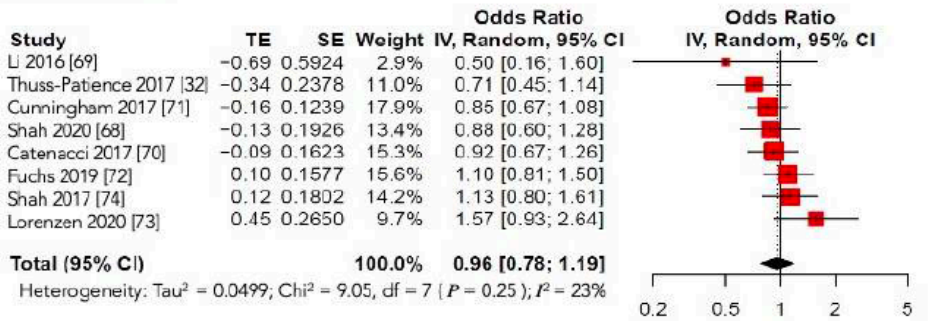 Odds Ratio Odds Ratio
Study TE SE Weight IV, Random, 95% CI IV, Random, 95% CI
Li 2016 [69] −0.69 0.5924 2.9% 0.50 [0.16; 1.60]
Thuss-Patience 2017 [32] −0.34 0.2378 11.0% 0.71 [0.45; 1.14]
Cunningham 2017 [71] −0.16 0.1239 17.9% 0.85 [0.67; 1.08]
Shah 2020 [68] −0.13 0.1926 13.4% 0.88 [0.60; 1.28]
Catenacci 2017 [70] −0.09 0.1623 15.3% 0.92 [0.67; 1.26]
Fuchs 2019 [72] 0.10 0.1577 15.6% 1.10 [0.81; 1.50]
Shah 2017 [74] 0.12 0.1802 14.2% 1.13 [0.80; 1.61]
Lorenzen 2020 [73] 0.45 0.2650 9.7% 1.57 [0.93; 2.64]
Total (95% CI) 100.0% 0.96 [0.78; 1.19]
Heterogeneity: Tau² = 0.0499; Chi² = 9.05, df = 7 (P = 0.25); I² = 23%
0.2 0.5 1 2 5